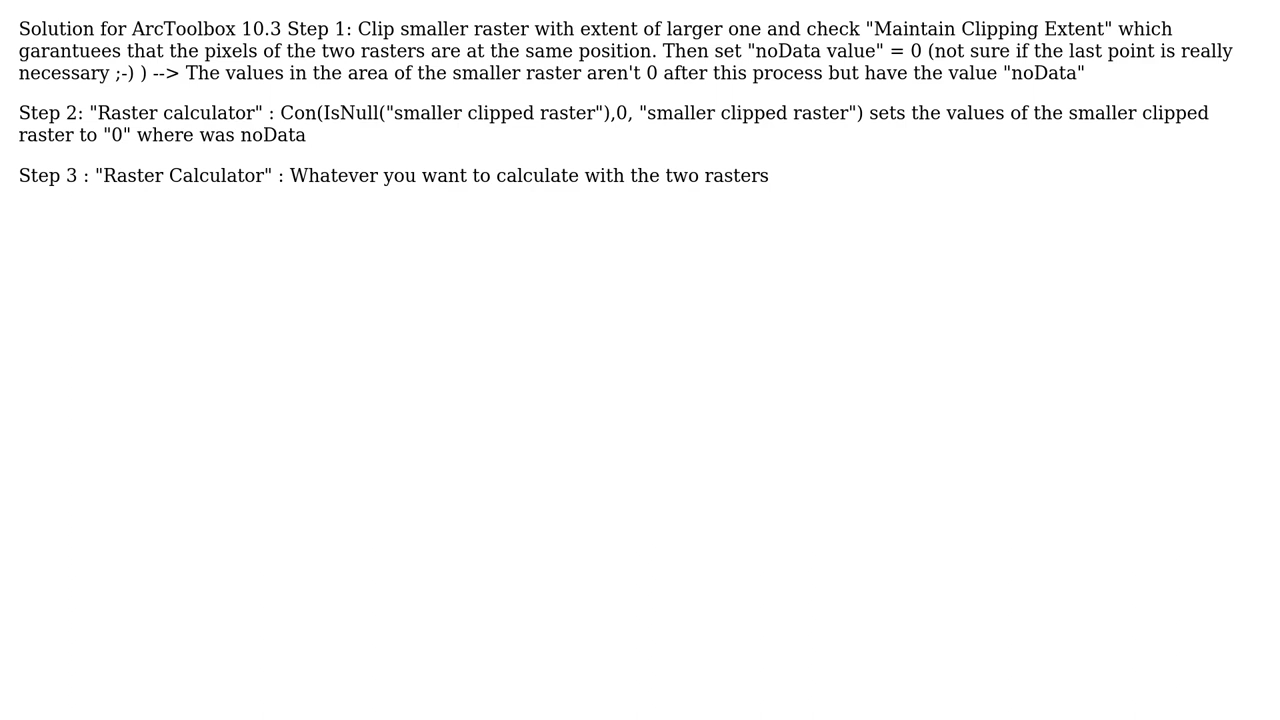 Solution for ArcToolbox 10.3 Step 1: Clip smaller raster with extent of larger one and check "Maintain Clipping Extent" which
garantuees that the pixels of the two rasters are at the same position. Then set "noData value" = 0 (not sure if the last point is really
necessary ;-) ) --> The values in the area of the smaller raster aren't 0 after this process but have the value "noData"
Step 2: "Raster calculator" : Con(IsNull("smaller clipped raster"),0, "smaller clipped raster") sets the values of the smaller clipped
raster to "0" where was noData
Step 3 : "Raster Calculator" : Whatever you want to calculate with the two rasters